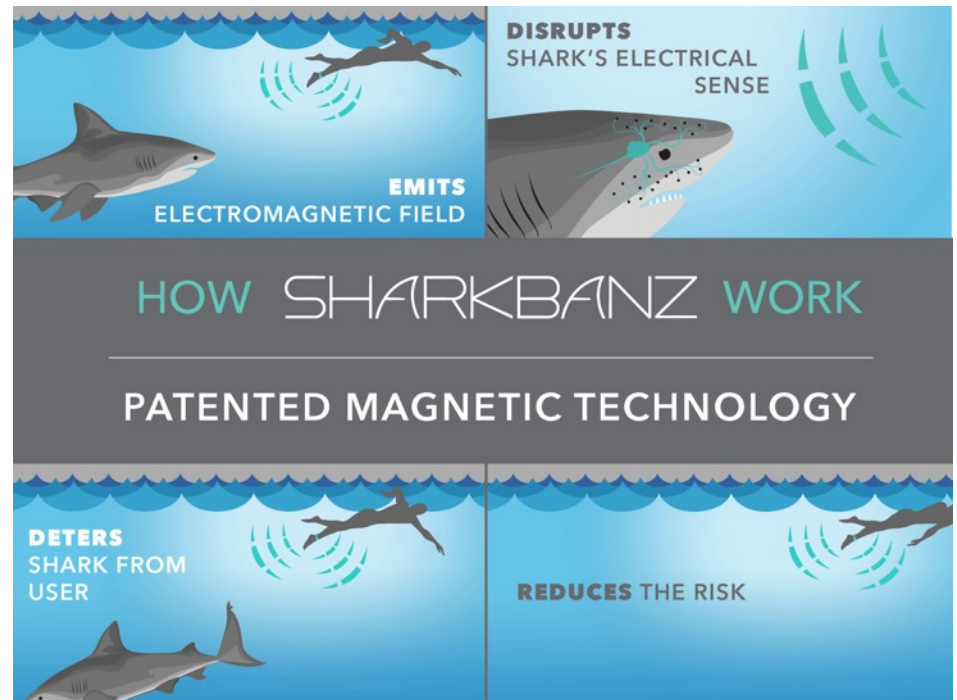 EMITS
ELECTROMAGNETIC FIELD
DISRUPTS
SHARK'S ELECTRICAL
SENSE
HOW SHARKBANZ WORK
PATENTED MAGNETIC TECHNOLOGY
DETERS
SHARK FROM
USER
REDUCES THE RISK